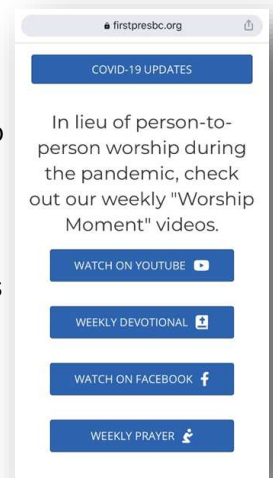 firstpresbc.org
COVID-19 UPDATES
In lieu of person-to-
person worship during
the pandemic, check
out our weekly "Worship
Moment" videos.
WATCH ON YOUTUBE
WEEKLY DEVOTIONAL
WATCH ON FACEBOOK
WEEKLY PRAYER